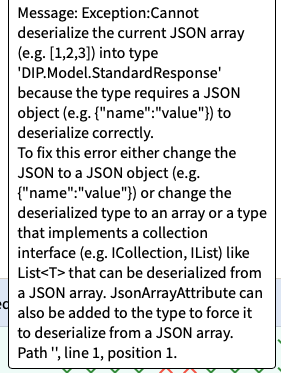 Message: Exception:Cannot
deserialize the current JSON array
(e.g. [1,2,3]) into type
'DIP.Model.StandardResponse'
because the type requires a JSON
object (e.g. {"name":"value"}) to
deserialize correctly.
To fix this error either change the
JSON to a JSON object (e.g.
{"name":"value"}) or change the
deserialized type to an array or a type
that implements a collection
interface (e.g. ICollection, IList) like
List<T> that can be deserialized from
a JSON array. JsonArrayAttribute can
also be added to the type to force it
to deserialize from a JSON array.
Path '', line 1, position 1.